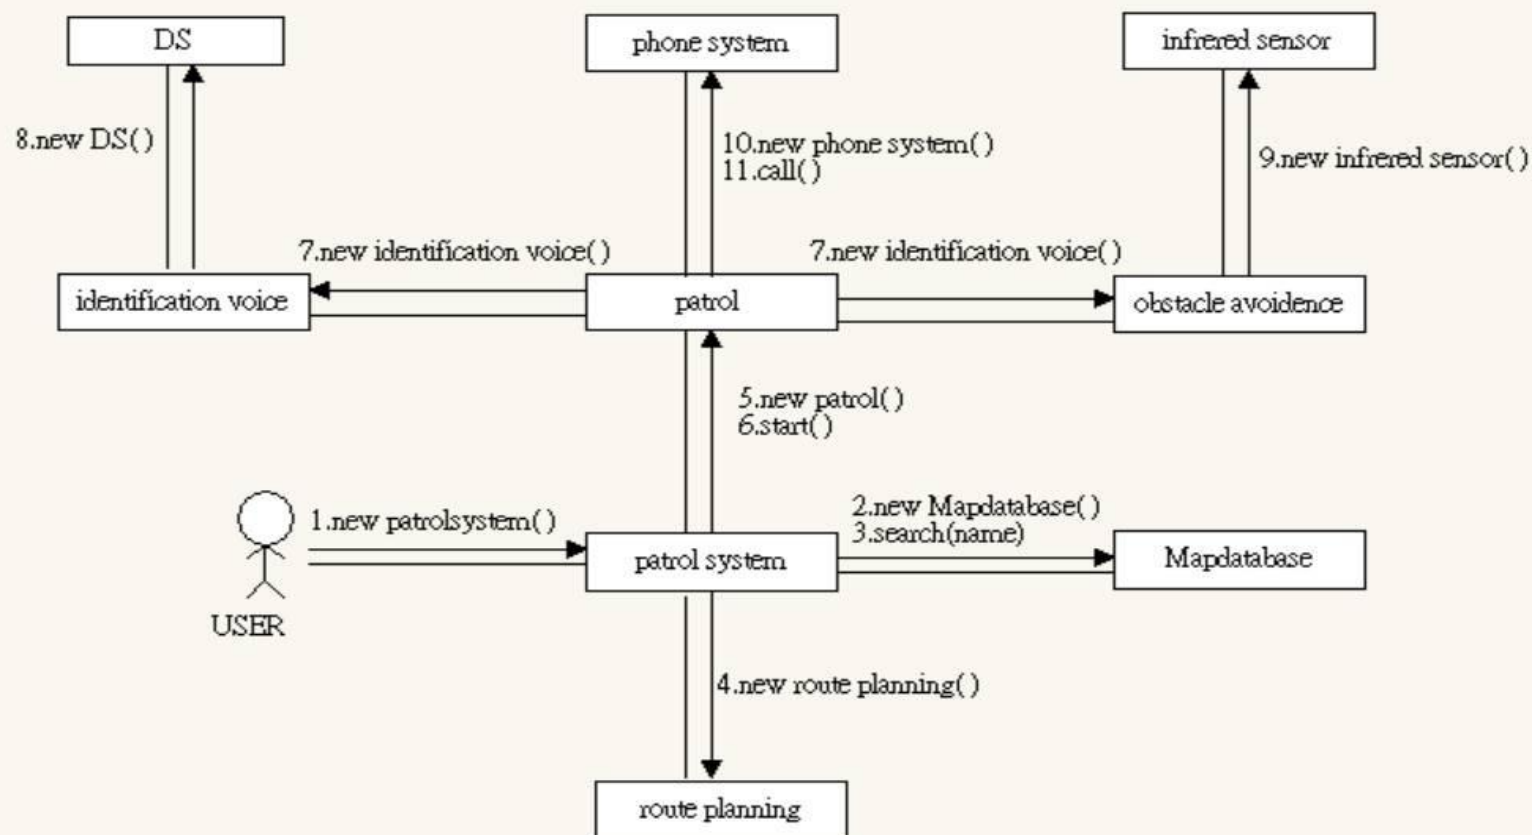 DS
phone system
infrered sensor
8.new DS()
10.new phone system()
11.call()
9.new infrered sensor()
7.new identification voice()
7.new identification voice()
identification voice
patrol
obstacle avoidence
5.new patrol()
6.start()
1.new patrolsystem()
2.new Mapdatabase()
3.search(name)
patrol system
Mapdatabase
USER
4.new route planning()
route planning